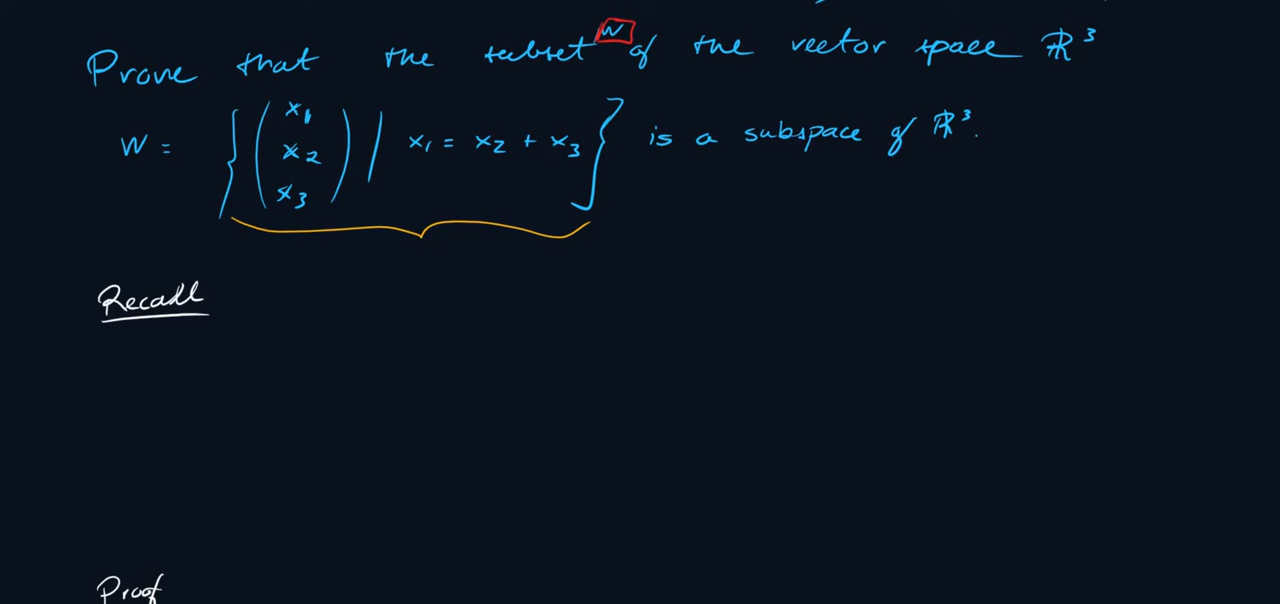 Prove that the subset W of the vector space ℝ³
W = { ( x₁ x₂ x₃ ) | x₁ = x₂ + x₃ } is a subspace of ℝ³.
Recall
Proof